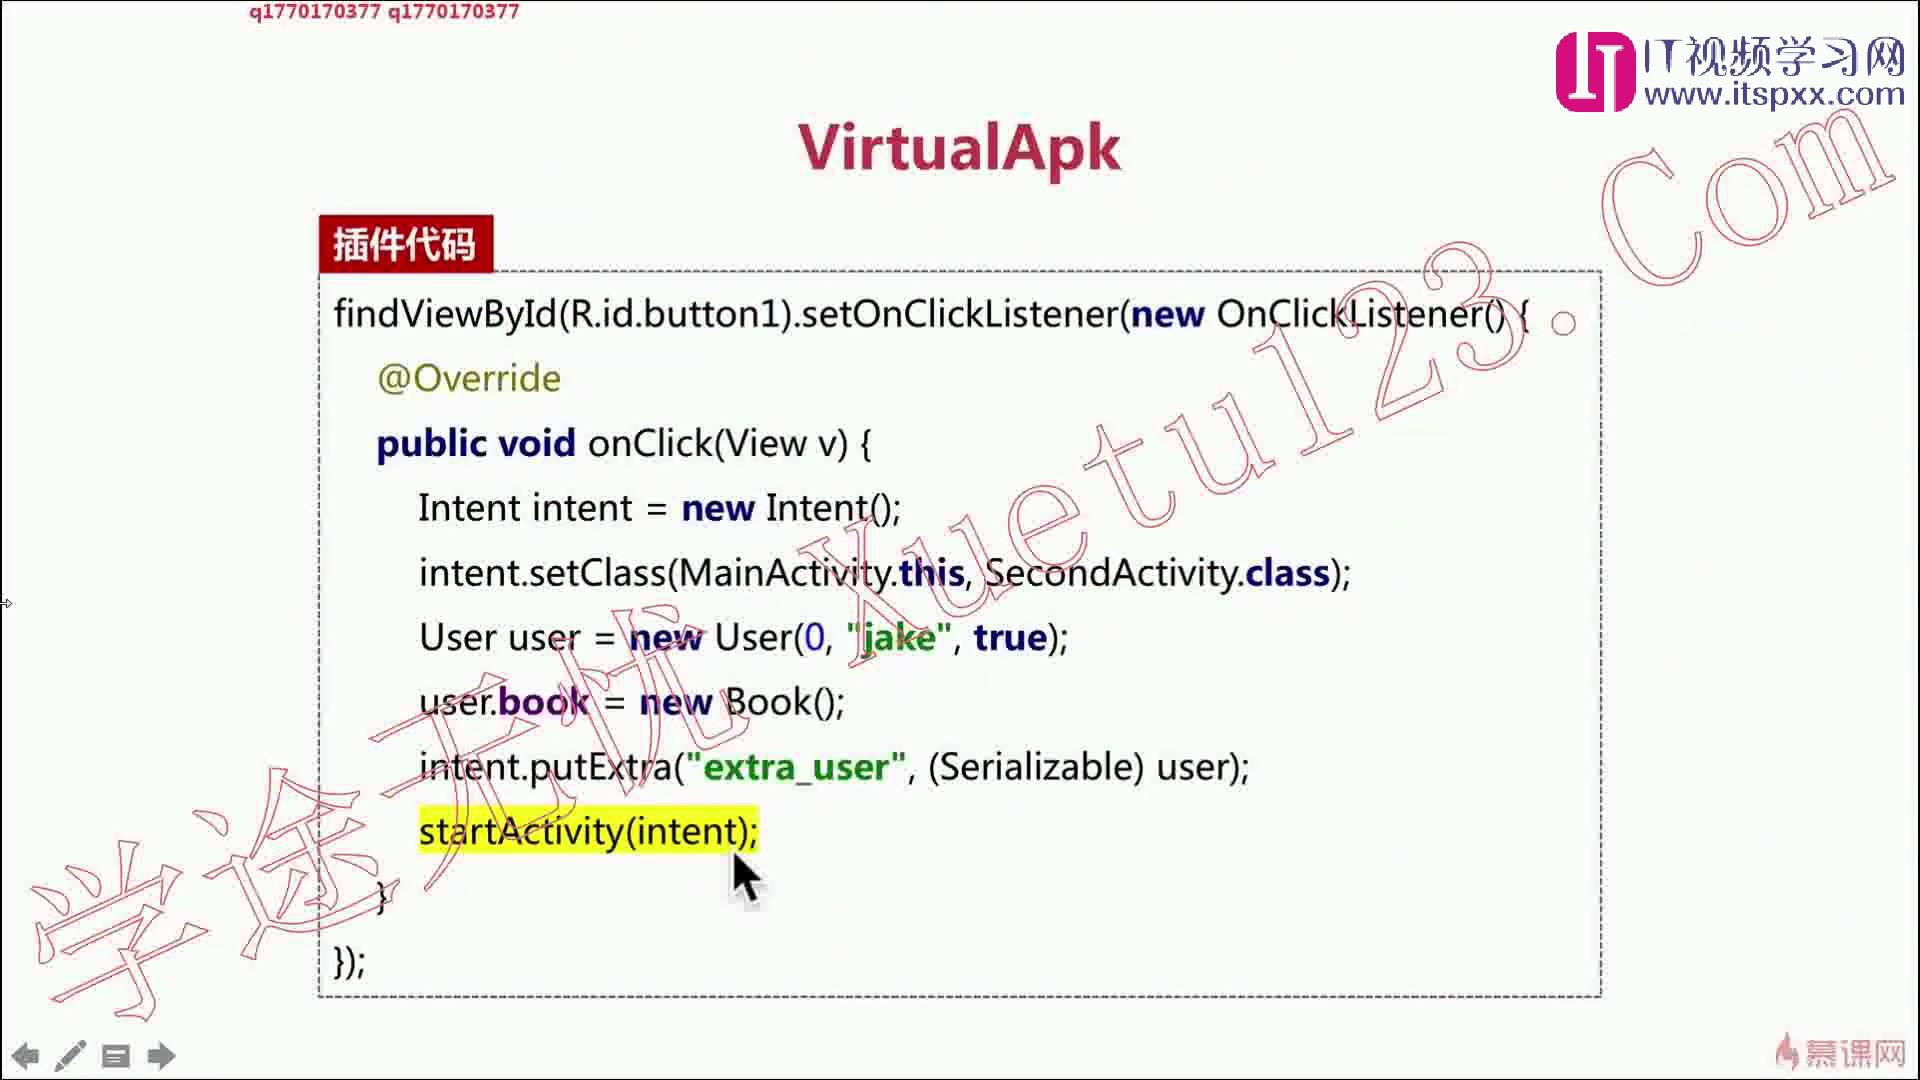 q1770170377 q1770170377
IT视频学习网
www.itspxx.com
VirtualApk
插件代码
findViewById(R.id.button1).setOnClickListener(new OnClickListener() {
@Override
public void onClick(View v) {
Intent intent = new Intent();
intent.setClass(MainActivity.this, SecondActivity.class);
User user = new User(0, "jake", true);
user.book = new Book();
intent.putExtra("extra_user", (Serializable) user);
startActivity(intent);
}
});
学途无忧 Xuetu123.Com
慕课网